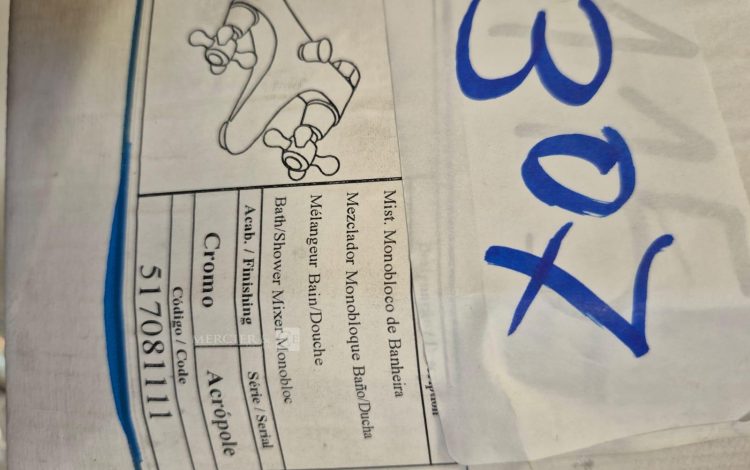 307
Mist. Monobloco de Banheira
Mezclador Monobloque Baño/Ducha
Mélangeur Bain/Douche
Bath/Shower Mixer Monobloc
Acab. / Finishing
Série / Serial
Cromo
Acrópole
Código / Code
517081111